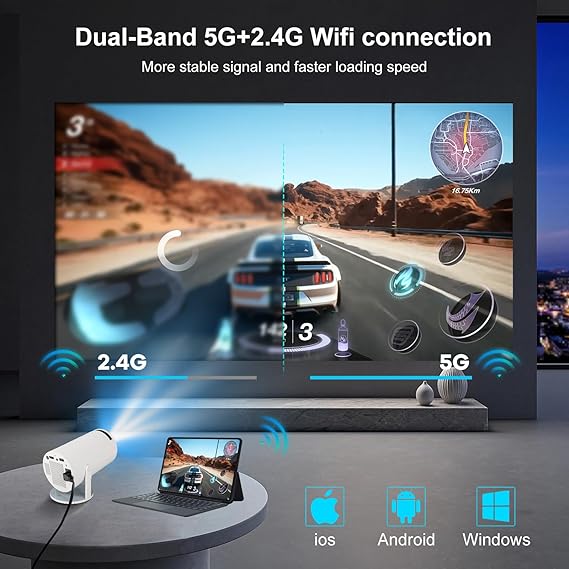 Dual-Band 5G+2.4G Wifi connection
More stable signal and faster loading speed
3
16.75Km
142 3
2.4G
5G
ios
Android
Windows